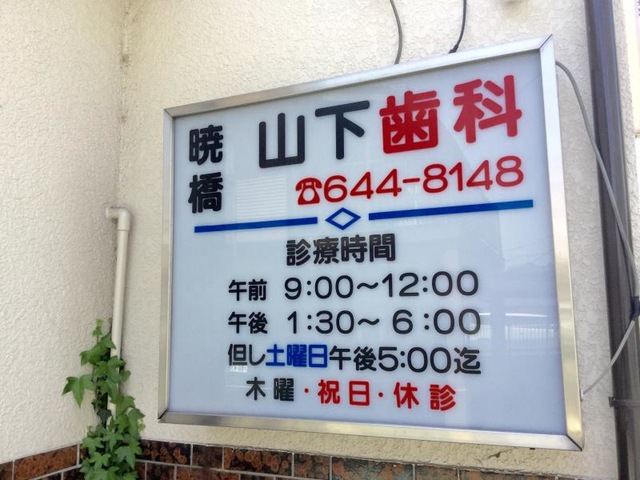 暁橋 山下歯科
☎644-8148
診療時間
午前 9:00〜12:00
午後 1:30〜6:00
但し土曜日午後5:00迄
木曜・祝日・休診